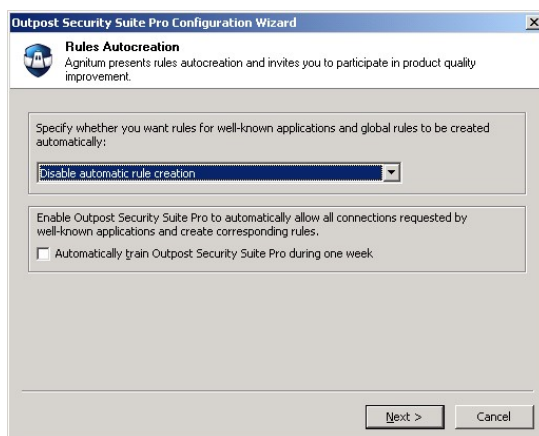 Outpost Security Suite Pro Configuration Wizard
Rules Autocreation
Agnitum presents rules autocreation and invites you to participate in product quality
improvement.
Specify whether you want rules for well-known applications and global rules to be created
automatically:
Disable automatic rule creation
Enable Outpost Security Suite Pro to automatically allow all connections requested by
well-known applications and create corresponding rules.
Automatically train Outpost Security Suite Pro during one week
Next >
Cancel